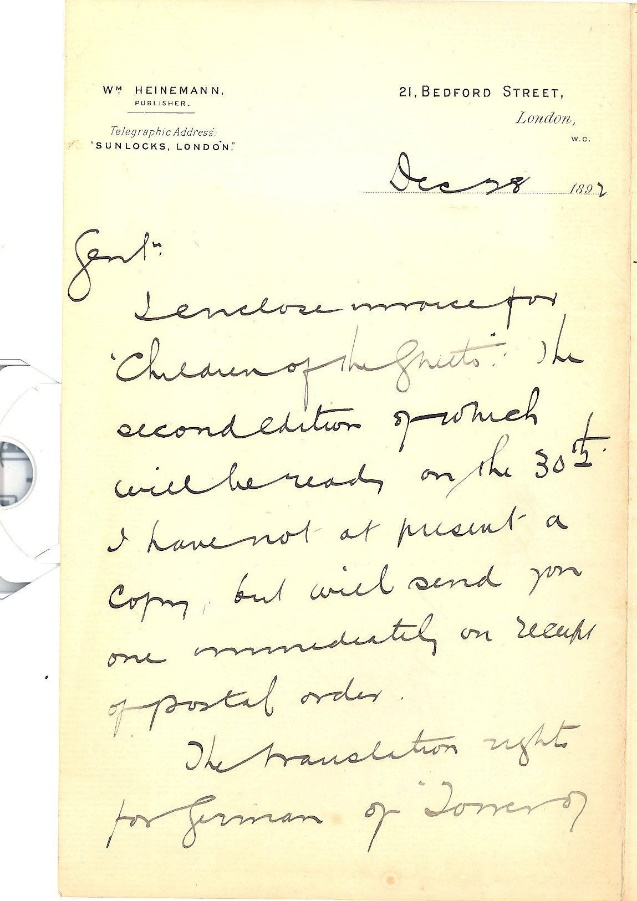 Wm HEINEMANN,
PUBLISHER.
Telegraphic Address:
"SUNLOCKS, LONDON."
21, BEDFORD STREET,
London,
W.C.
Dec 28 1892
Gentn
I enclose invoice for
'Children of the Ghetto'. The
second edition of which
will be ready on the 30th.
I have not at present a
copy, but will send you
one immediately on receipt
of postal order.
The translation rights
for German of 'Tower of